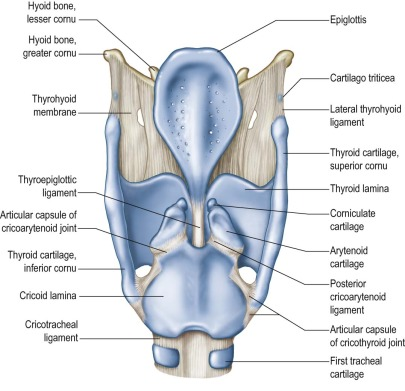 Hyoid bone,
lesser cornu
Hyoid bone,
greater cornu
Thyrohyoid
membrane
Thyroepiglottic
ligament
Articular capsule of
cricoarytenoid joint
Thyroid cartilage,
inferior cornu
Cricoid lamina
Cricotracheal
ligament
Epiglottis
Cartilago triticea
Lateral thyrohyoid
ligament
Thyroid cartilage,
superior cornu
Thyroid lamina
Corniculate
cartilage
Arytenoid
cartilage
Posterior
cricoarytenoid
ligament
Articular capsule
of cricothyroid joint
First tracheal
cartilage